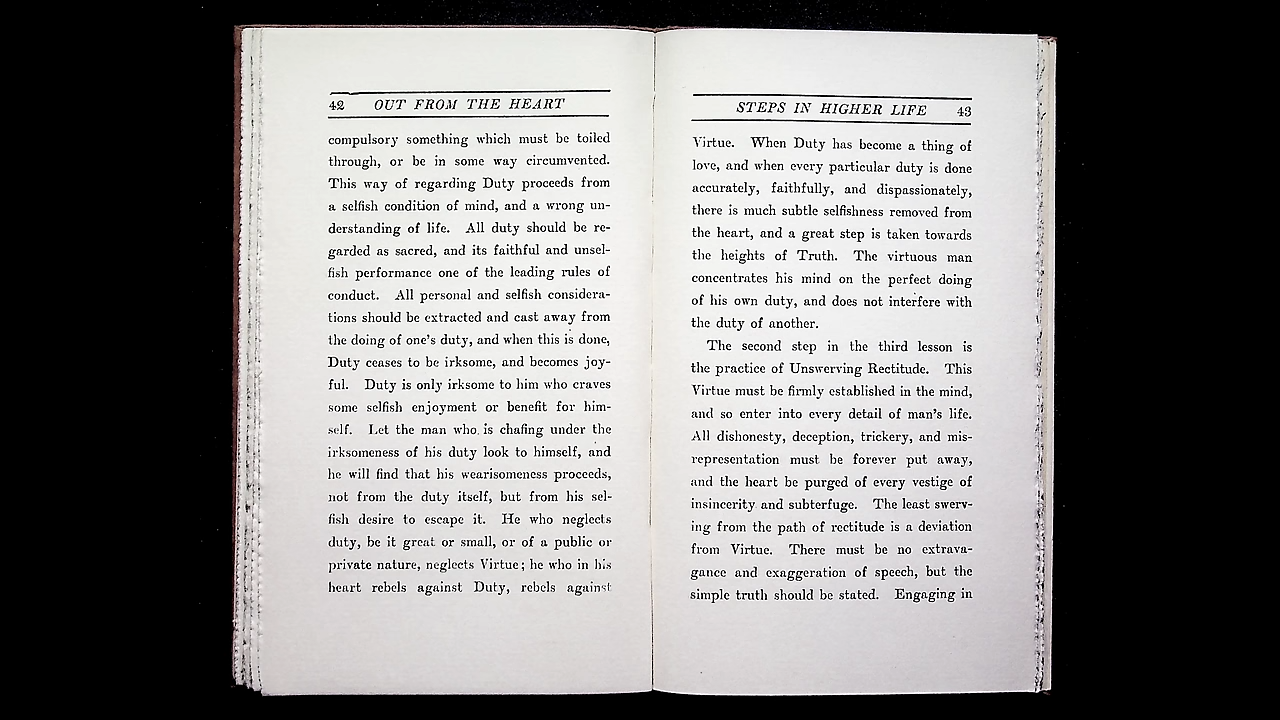 42 OUT FROM THE HEART
compulsory something which must be toiled
through, or be in some way circumvented.
This way of regarding Duty proceeds from
a selfish condition of mind, and a wrong un-
derstanding of life. All duty should be re-
garded as sacred, and its faithful and unsel-
fish performance one of the leading rules of
conduct. All personal and selfish considera-
tions should be extracted and cast away from
the doing of one's duty, and when this is done,
Duty ceases to be irksome, and becomes joy-
ful. Duty is only irksome to him who craves
some selfish enjoyment or benefit for him-
self. Let the man who is chafing under the
irksomeness of his duty look to himself, and
he will find that his wearisomeness proceeds,
not from the duty itself, but from his sel-
fish desire to escape it. He who neglects
duty, be it great or small, or of a public or
private nature, neglects Virtue; he who in his
heart rebels against Duty, rebels against
STEPS IN HIGHER LIFE 43
Virtue. When Duty has become a thing of
love, and when every particular duty is done
accurately, faithfully, and dispassionately,
there is much subtle selfishness removed from
the heart, and a great step is taken towards
the heights of Truth. The virtuous man
concentrates his mind on the perfect doing
of his own duty, and does not interfere with
the duty of another.
The second step in the third lesson is
the practice of Unswerving Rectitude. This
Virtue must be firmly established in the mind,
and so enter into every detail of man's life.
All dishonesty, deception, trickery, and mis-
representation must be forever put away,
and the heart be purged of every vestige of
insincerity and subterfuge. The least swerv-
ing from the path of rectitude is a deviation
from Virtue. There must be no extrava-
gance and exaggeration of speech, but the
simple truth should be stated. Engaging in